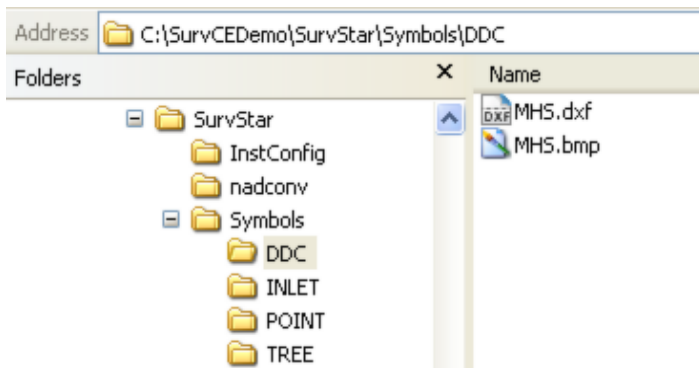 Address C:\SurvCEDemo\SurvStar\Symbols\DDC
Folders × Name
SurvStar
InstConfig
nadconv
Symbols
DDC
INLET
POINT
TREE
DXF MHS.dxf
MHS.bmp